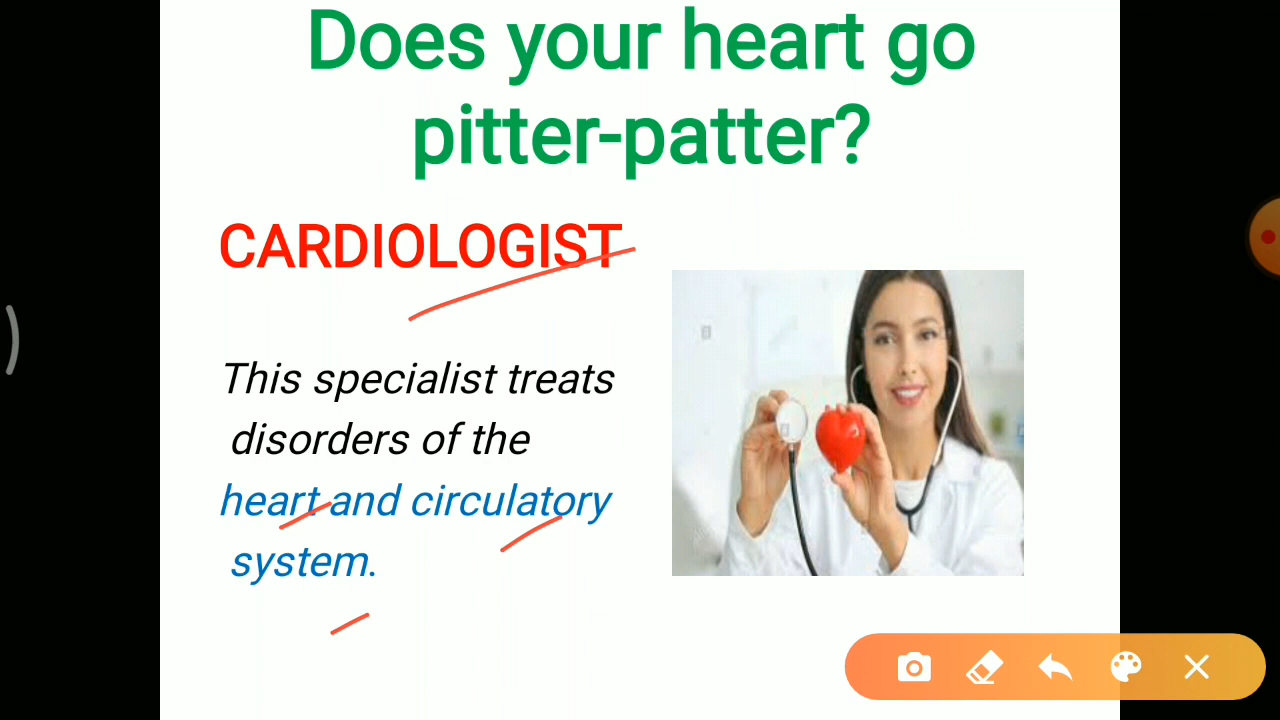 Does your heart go
pitter-patter?
CARDIOLOGIST
This specialist treats
disorders of the
heart and circulatory
system.